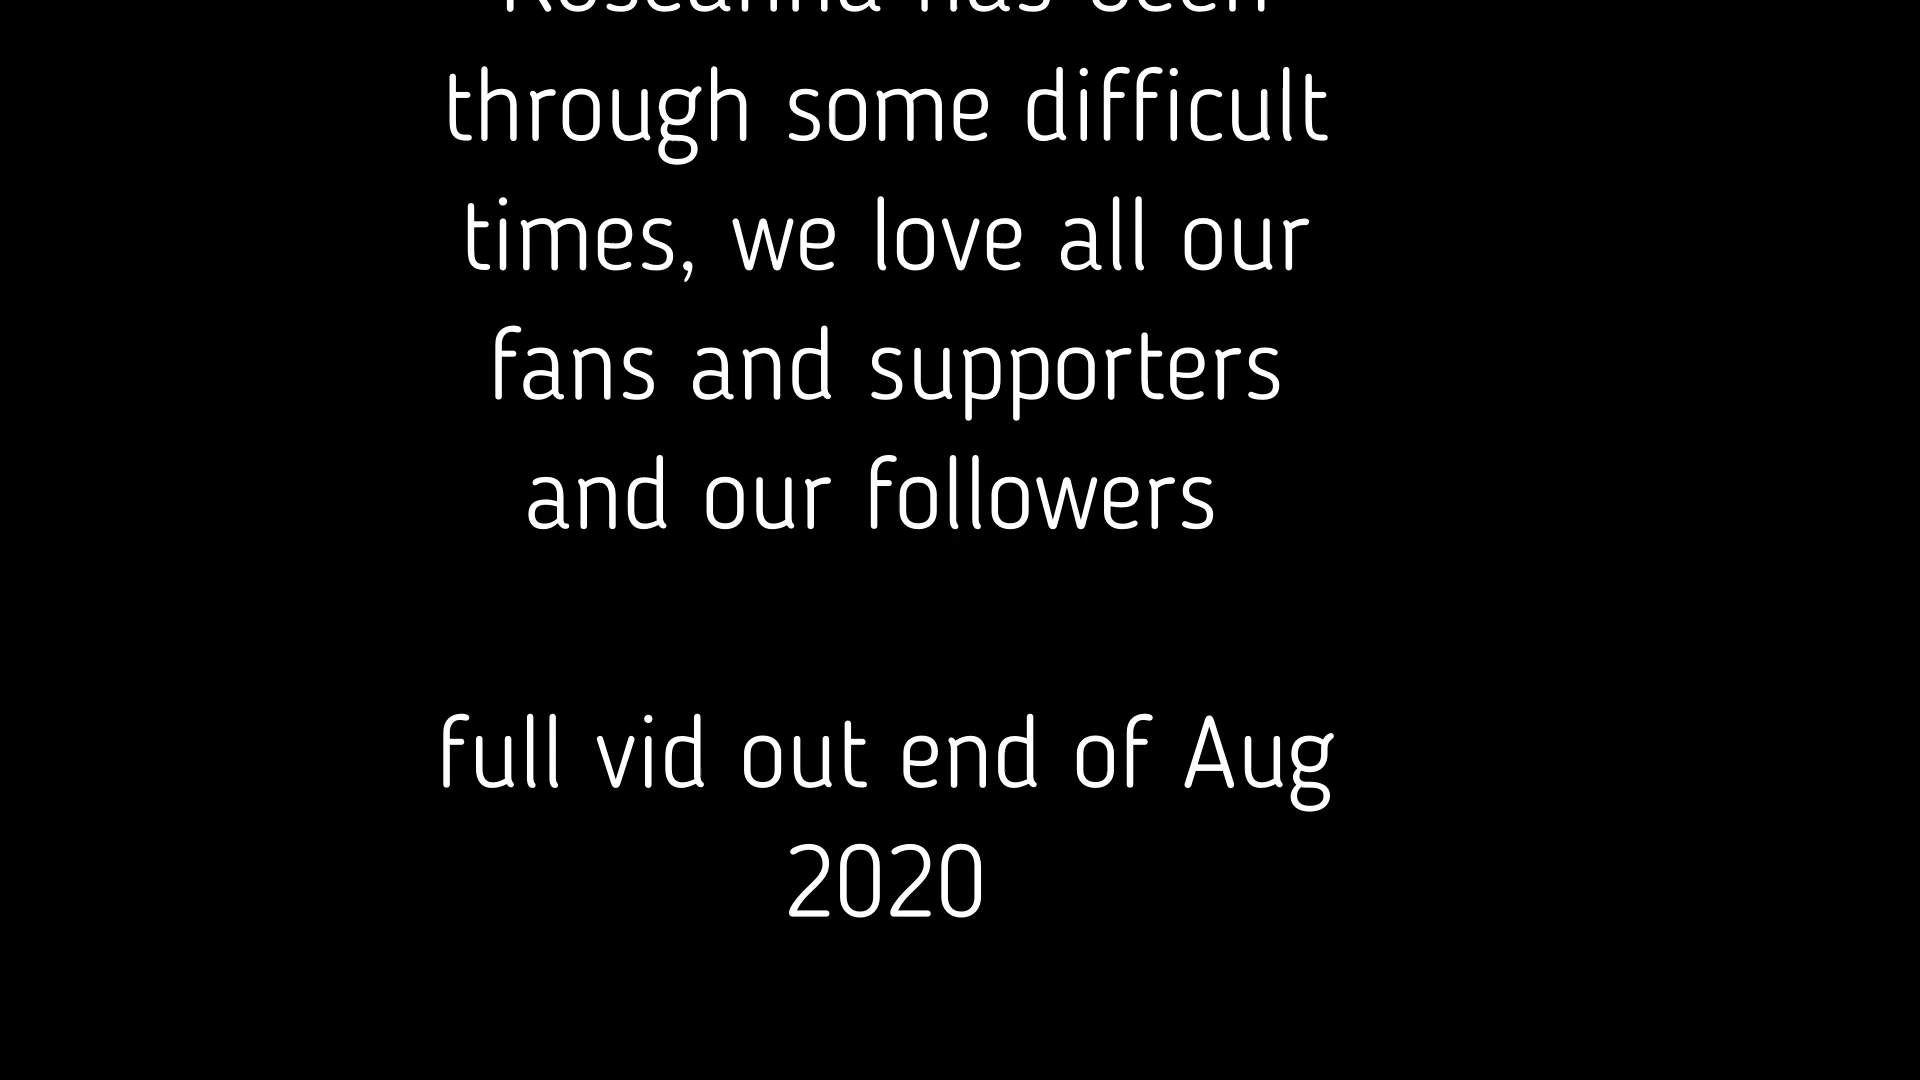 Roseanna has been
through some difficult
times, we love all our
fans and supporters
and our followers
full vid out end of Aug
2020